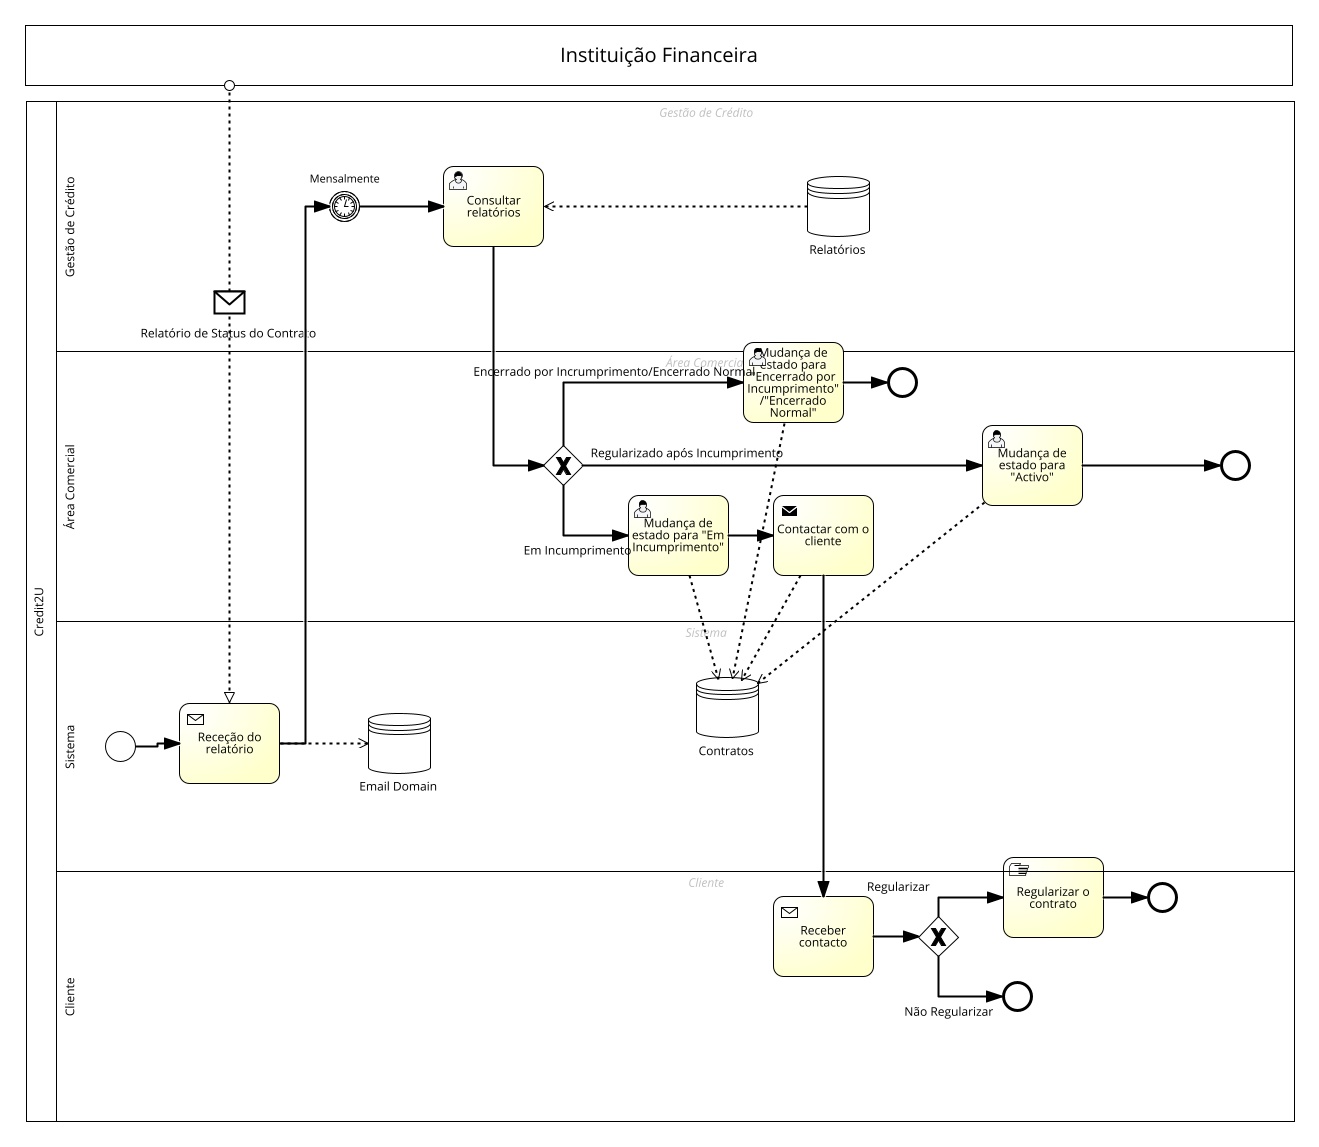 Instituição Financeira
Gestão de Crédito
Mensalmente
Consultar
relatórios
Relatórios
Gestão de Crédito
Relatório de Status do Contrato
Área Comercial
Mudança de
estado para
"Encerrado por
Incumprimento"
/"Encerrado
Normal"
Encerrado por Incrumprimento/Encerrado Normal
Regularizado após Incumprimento
Mudança de
estado para
"Activo"
Área Comercial
Mudança de
estado para "Em
Incumprimento"
Contactar com o
cliente
Em Incumprimento
Credit2U
Sistema
Receção do
relatório
Sistema
Contratos
Email Domain
Cliente
Regularizar
Regularizar o
contrato
Receber
contacto
Cliente
Não Regularizar